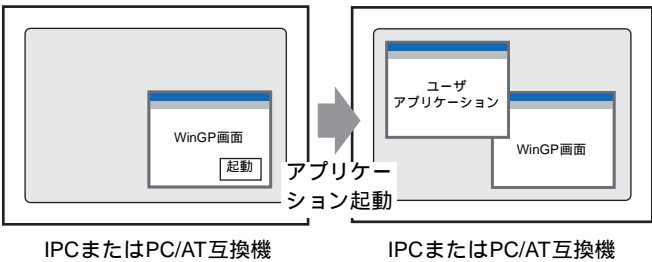 WinGP画面
起動
アプリケー
ション起動
ユーザ
アプリケーション
WinGP画面
IPCまたはPC/AT互換機
IPCまたはPC/AT互換機